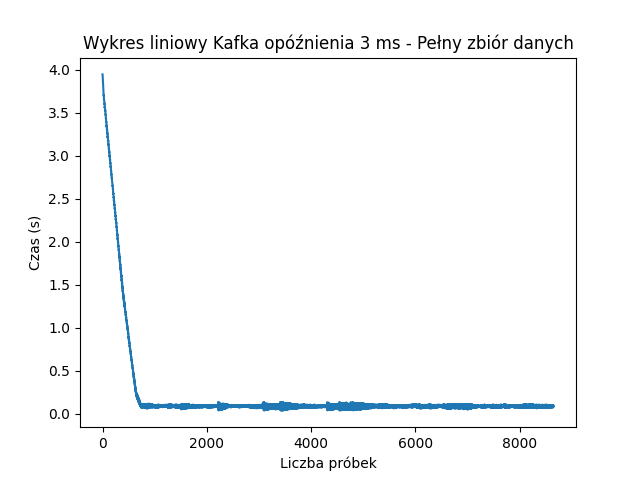 Wykres liniowy Kafka opóźnienia 3 ms - Pełny zbiór danych
4.0
3.5
3.0
2.5
2.0
1.5
1.0
0.5
0.0
Czas (s)
0 2000 4000 6000 8000
Liczba próbek